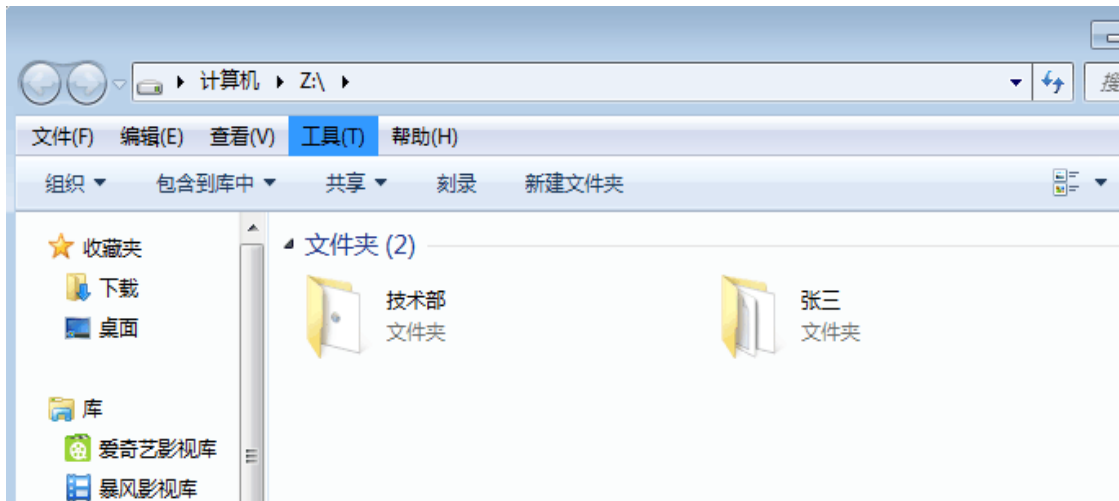 计算机 Z:\ 搜
文件(F) 编辑(E) 查看(V) 工具(T) 帮助(H)
组织 包含到库中 共享 刻录 新建文件夹
收藏夹
下载
桌面
库
爱奇艺影视库
暴风影视库
文件夹 (2)
技术部
文件夹
张三
文件夹